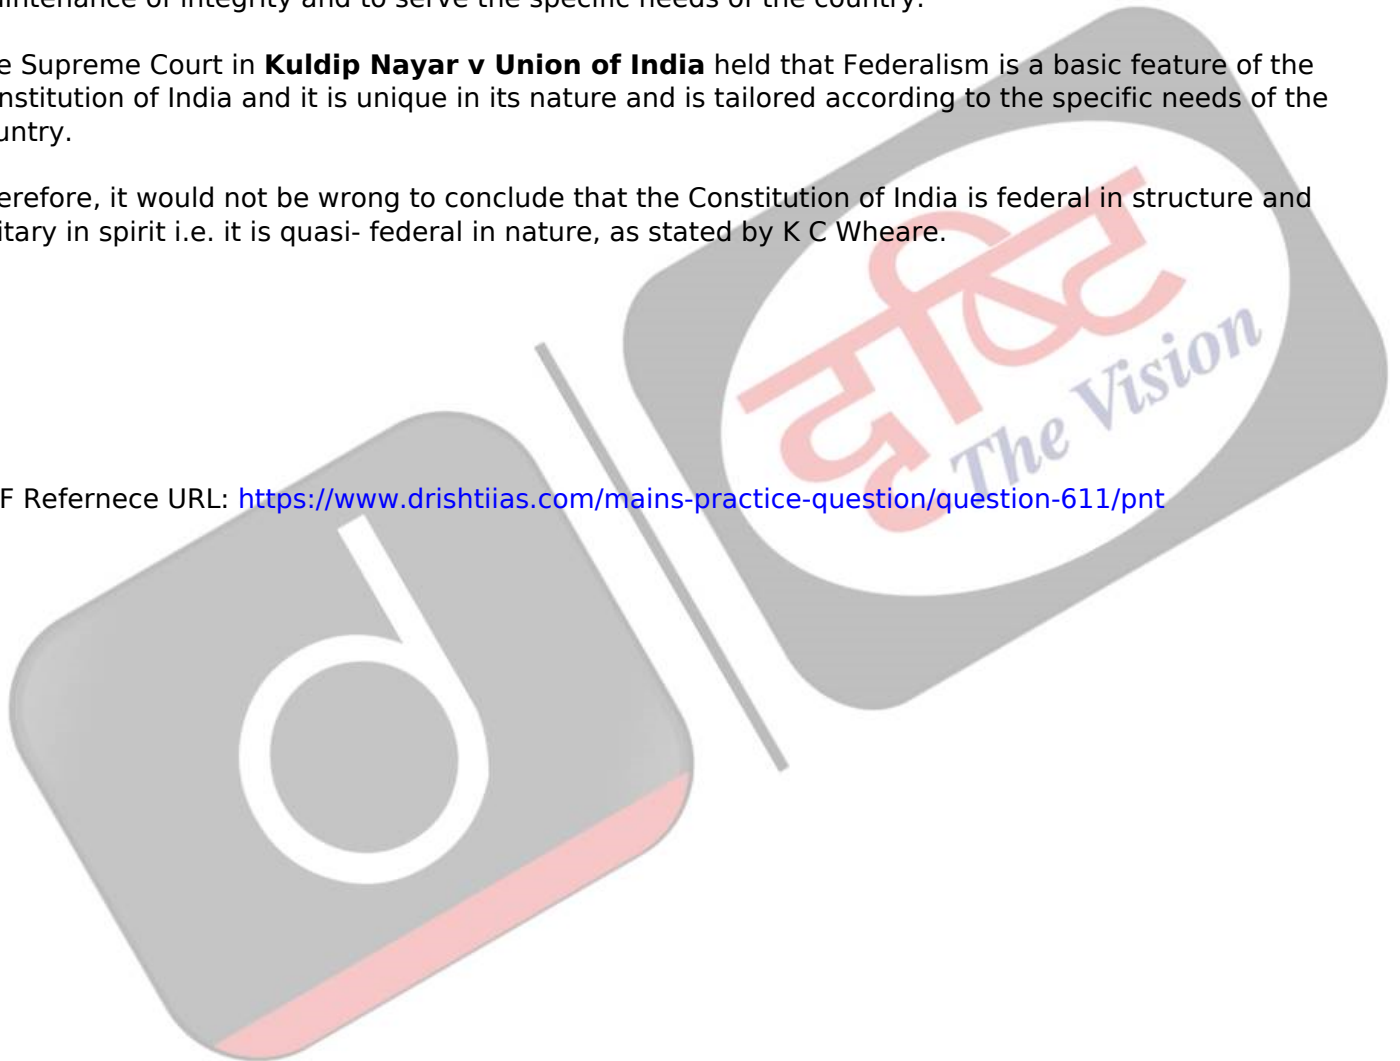 intenance of integrity and to serve the specific needs of the country.
e Supreme Court in Kuldip Nayar v Union of India held that Federalism is a basic feature of the
nstitution of India and it is unique in its nature and is tailored according to the specific needs of the
untry.
erefore, it would not be wrong to conclude that the Constitution of India is federal in structure and
itary in spirit i.e. it is quasi- federal in nature, as stated by K C Wheare.
दृष्टि
The Vision
F Refernece URL: https://www.drishtiias.com/mains-practice-question/question-611/pnt
d